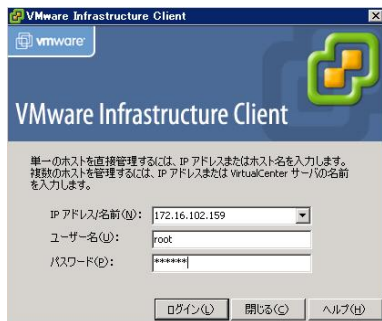 VMware Infrastructure Client
vmware
VMware Infrastructure Client
単一のホストを直接管理するには、IP アドレスまたはホスト名を入力します。
複数のホストを管理するには、IP アドレスまたは VirtualCenter サーバの名前
を入力します。
IP アドレス/名前(N): 172.16.102.159
ユーザー名(U): root
パスワード(P): ******
ログイン(L) 閉じる(C) ヘルプ(H)